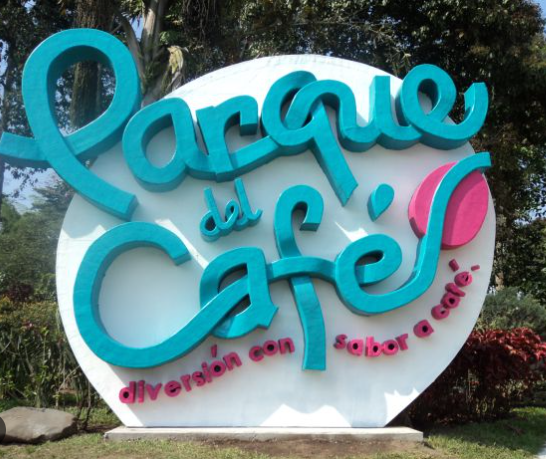 Parque
del
Café
diversión con sabor a café.